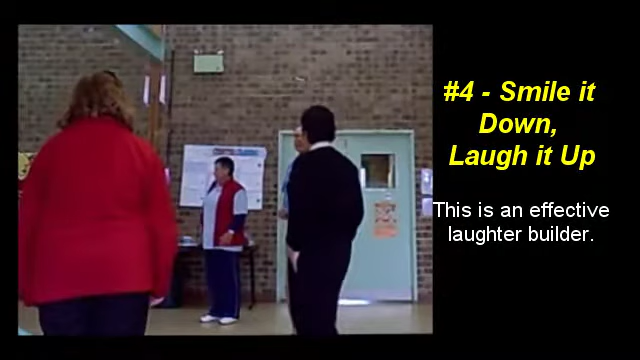 #4 - Smile it
Down,
Laugh it Up
This is an effective
laughter builder.